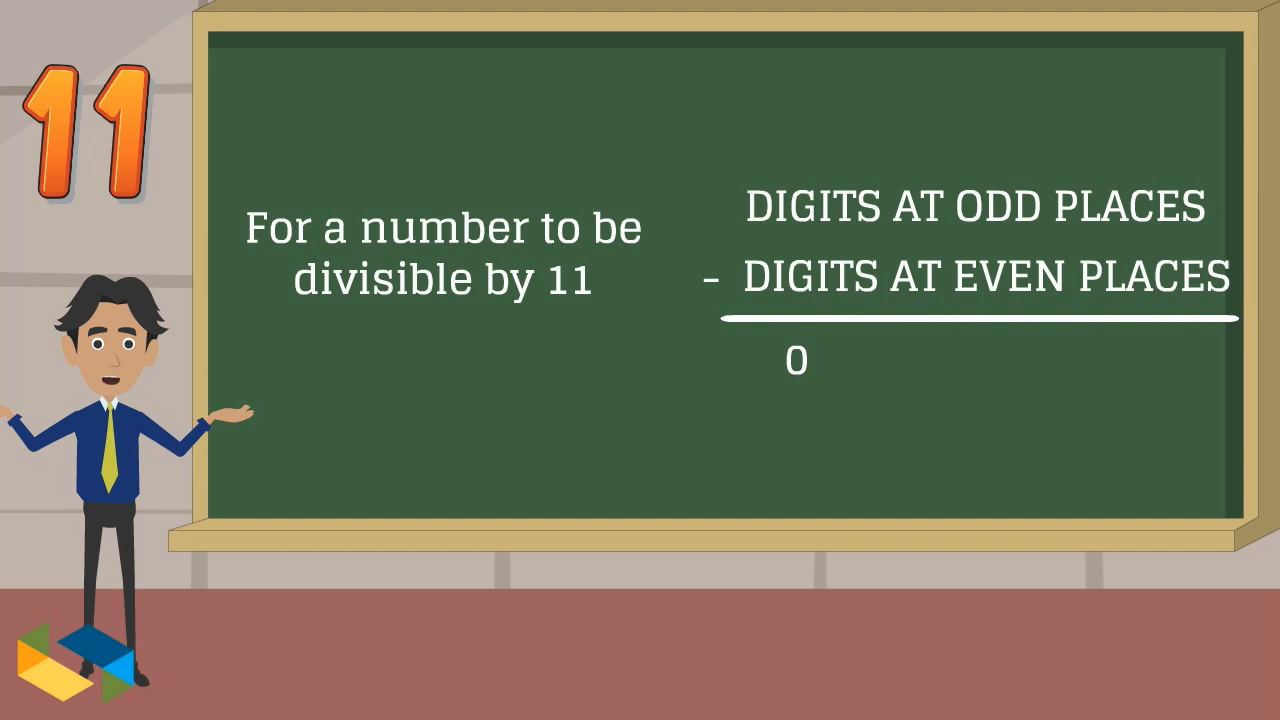 11
For a number to be
divisible by 11
DIGITS AT ODD PLACES
- DIGITS AT EVEN PLACES
0